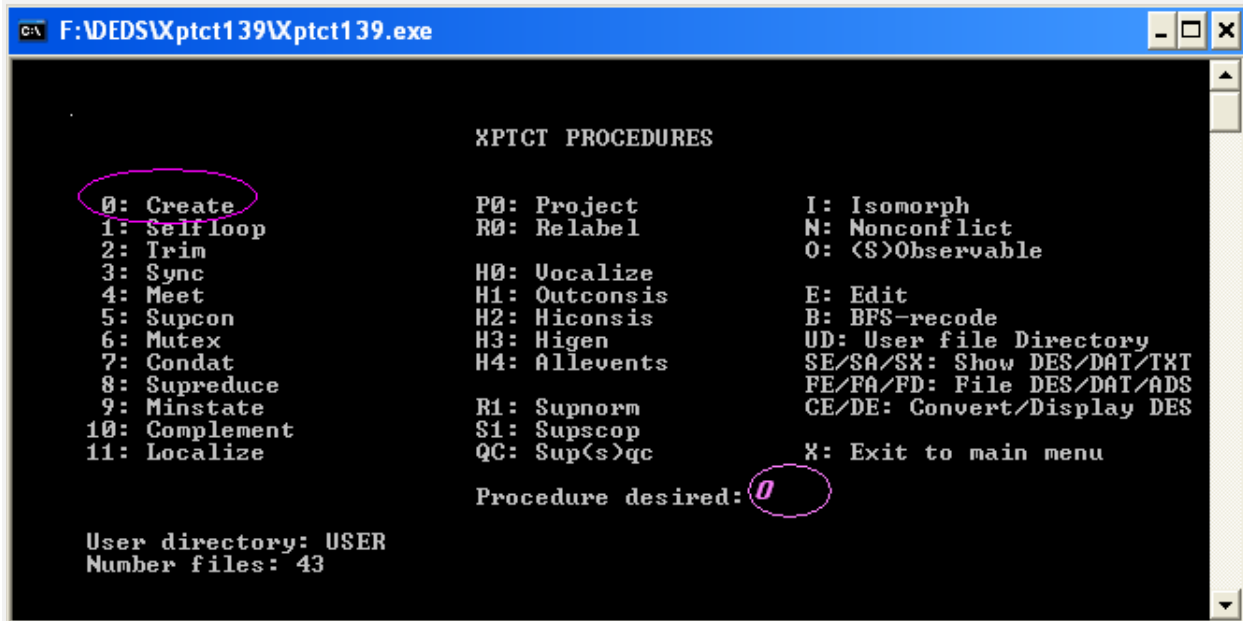 F:\DEDS\Xptct139\Xptct139.exe
XPTCT PROCEDURES
0: Create P0: Project I: Isomorph
1: Selfloop R0: Relabel N: Nonconflict
2: Trim O: (S)Observable
3: Sync H0: Vocalize
4: Meet H1: Outconsis E: Edit
5: Supcon H2: Hiconsis B: BFS-recode
6: Mutex H3: Higen UD: User file Directory
7: Condat H4: Allevents SE/SA/SX: Show DES/DAT/TXT
8: Supreduce FE/FA/FD: File DES/DAT/ADS
9: Minstate R1: Supnorm CE/DE: Convert/Display DES
10: Complement S1: Supscop
11: Localize QC: Sup(s)qc X: Exit to main menu
Procedure desired: 0
User directory: USER
Number files: 43